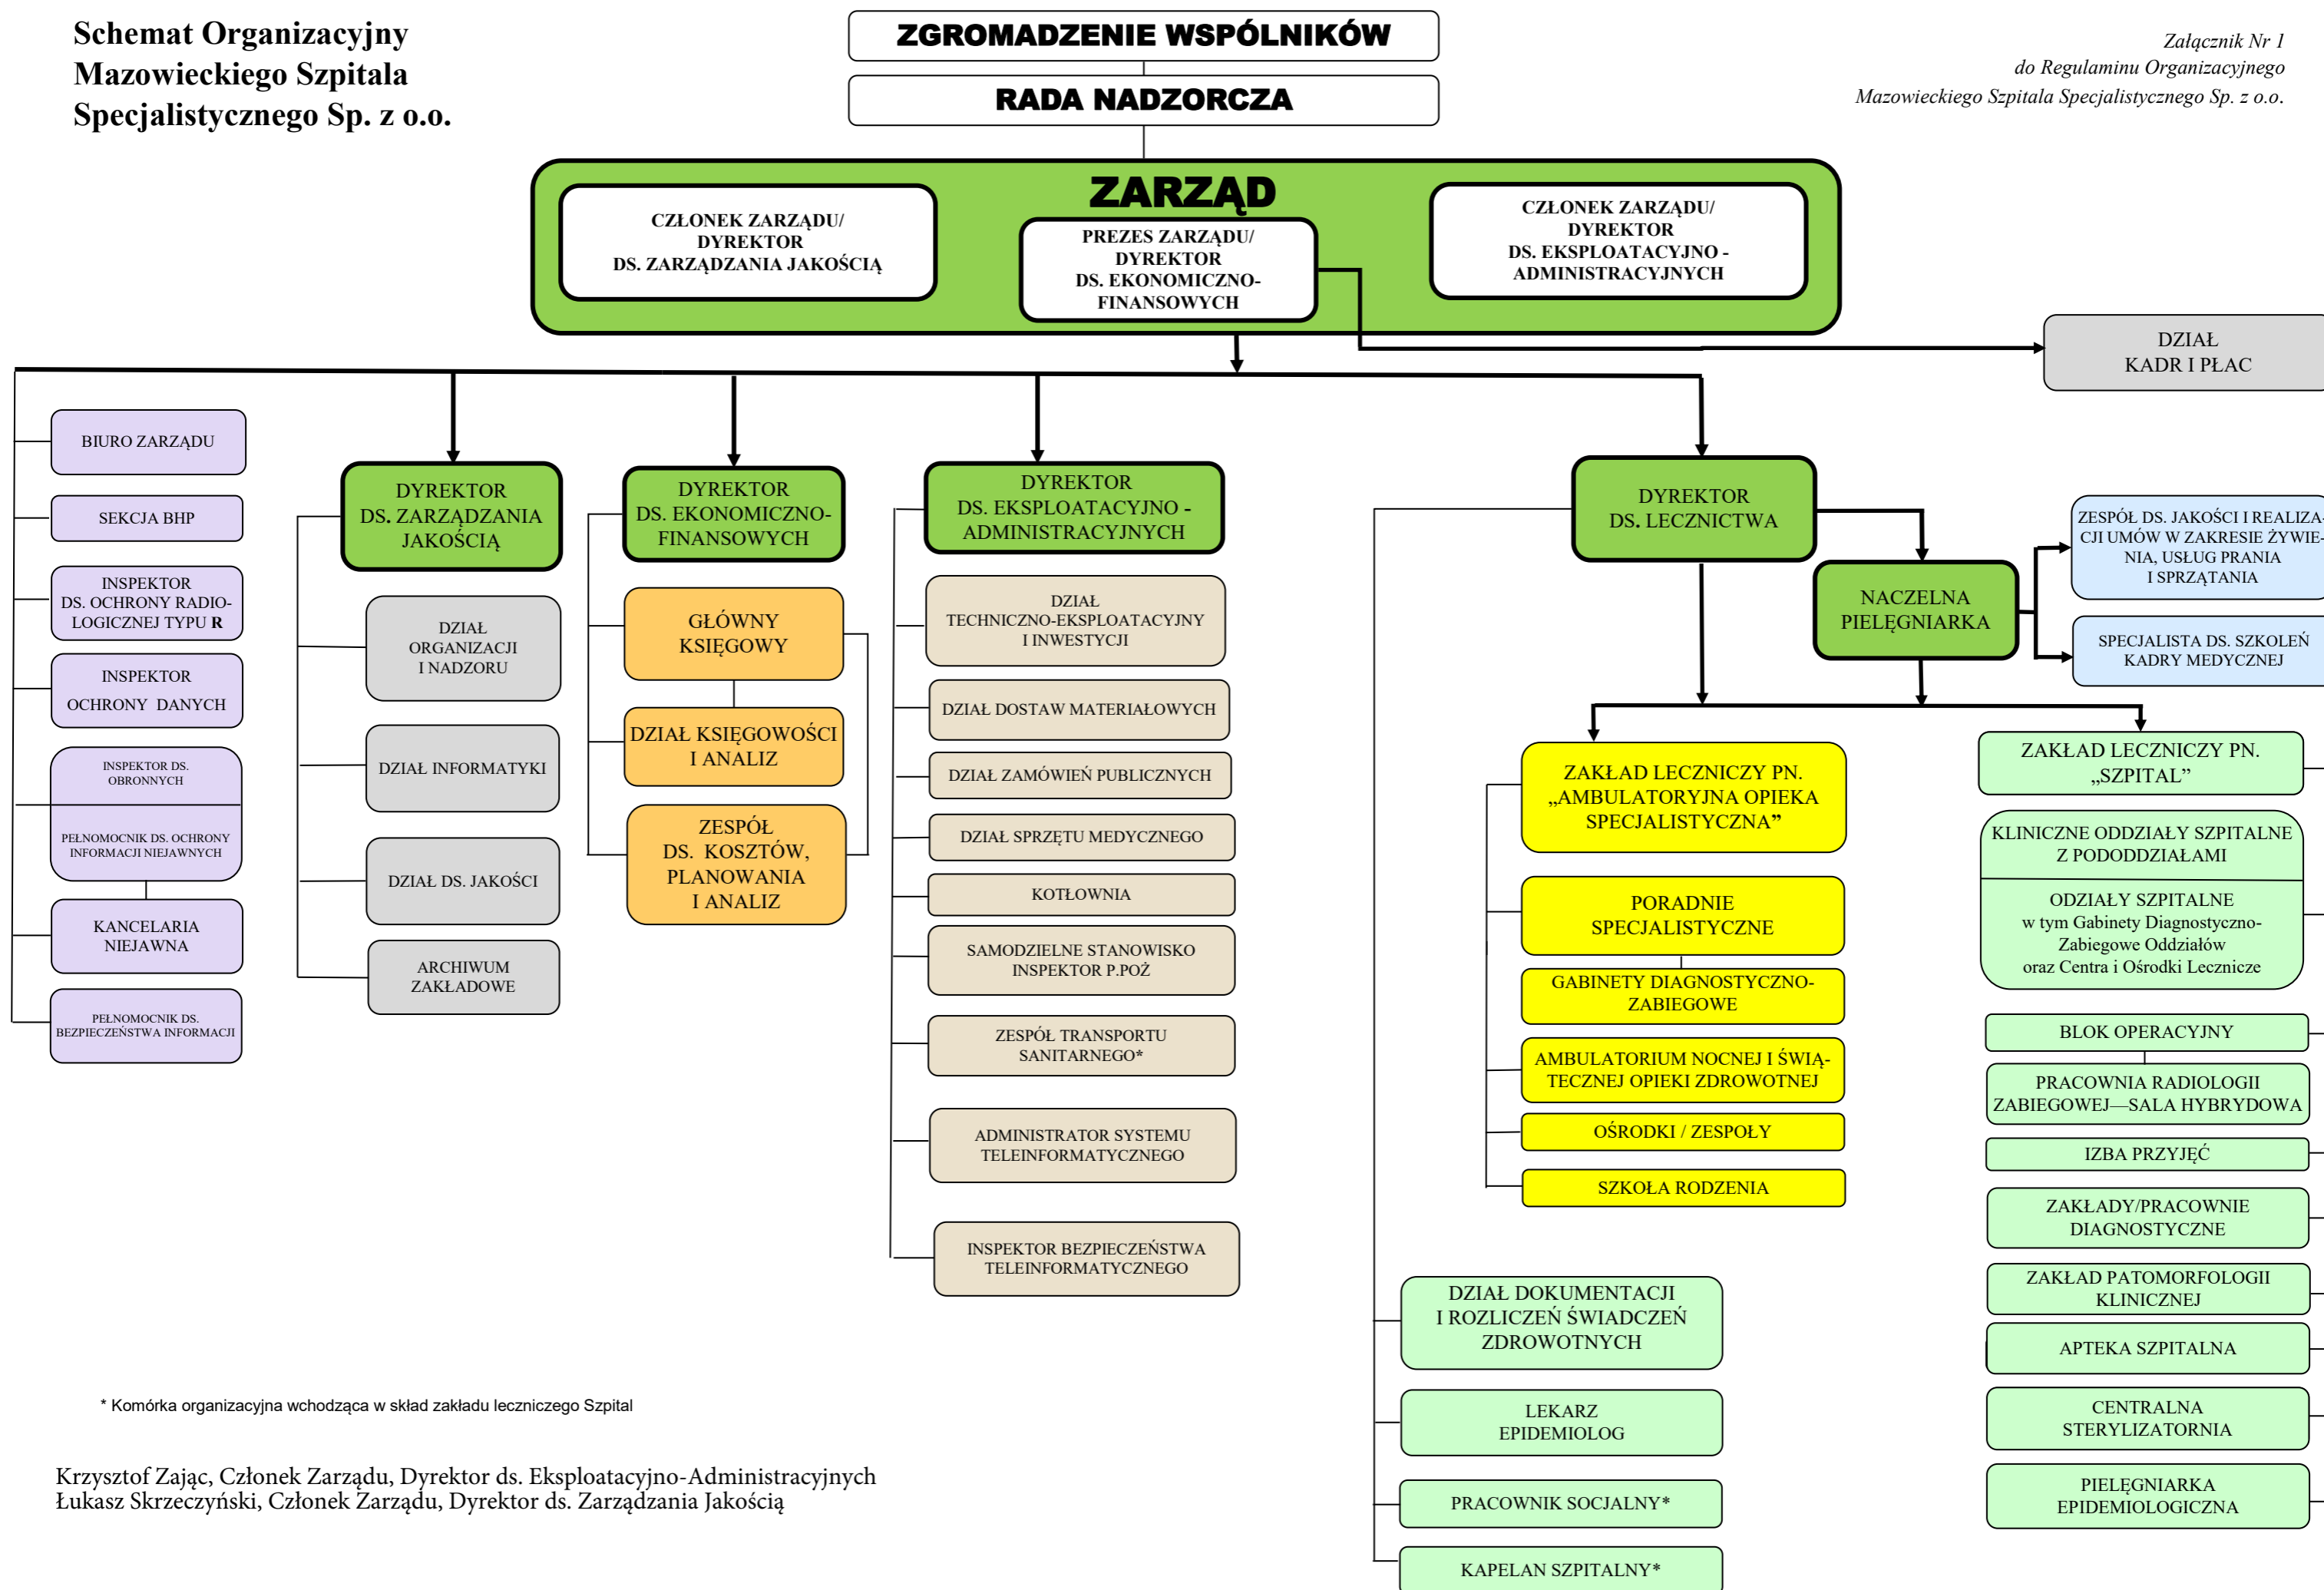 Schemat Organizacyjny
Mazowieckiego Szpitala
Specjalistycznego Sp. z o.o.
ZGROMADZENIE WSPÓLNIKÓW
RADA NADZORCZA
Załącznik Nr 1
do Regulaminu Organizacyjnego
Mazowieckiego Szpitala Specjalistycznego Sp. z o.o.
ZARZĄD
CZŁONEK ZARZĄDU/
DYREKTOR
DS. ZARZĄDZANIA JAKOŚCIĄ
PREZES ZARZĄDU/
DYREKTOR
DS. EKONOMICZNO-
FINANSOWYCH
CZŁONEK ZARZĄDU/
DYREKTOR
DS. EKSPLOATACYJNO -
ADMINISTRACYJNYCH
DZIAŁ
KADR I PŁAC
BIURO ZARZĄDU
SEKCJA BHP
INSPEKTOR
DS. OCHRONY RADIO-
LOGICZNEJ TYPU R
INSPEKTOR
OCHRONY DANYCH
INSPEKTOR DS.
OBRONNYCH
PEŁNOMOCNIK DS. OCHRONY
INFORMACJI NIEJAWNYCH
KANCELARIA
NIEJAWNA
PEŁNOMOCNIK DS.
BEZPIECZEŃSTWA INFORMACJI
DYREKTOR
DS. ZARZĄDZANIA
JAKOŚCIĄ
DZIAŁ
ORGANIZACJI
I NADZORU
DZIAŁ INFORMATYKI
DZIAŁ DS. JAKOŚCI
ARCHIWUM
ZAKŁADOWE
DYREKTOR
DS. EKONOMICZNO-
FINANSOWYCH
GŁÓWNY
KSIĘGOWY
DZIAŁ KSIĘGOWOŚCI
I ANALIZ
ZESPÓŁ
DS. KOSZTÓW,
PLANOWANIA
I ANALIZ
DYREKTOR
DS. EKSPLOATACYJNO -
ADMINISTRACYJNYCH
DZIAŁ
TECHNICZNO-EKSPLOATACYJNY
I INWESTYCJI
DZIAŁ DOSTAW MATERIAŁOWYCH
DZIAŁ ZAMÓWIEŃ PUBLICZNYCH
DZIAŁ SPRZĘTU MEDYCZNEGO
KOTŁOWNIA
SAMODZIELNE STANOWISKO
INSPEKTOR P.POŻ
ZESPÓŁ TRANSPORTU
SANITARNEGO*
ADMINISTRATOR SYSTEMU
TELEINFORMATYCZNEGO
INSPEKTOR BEZPIECZEŃSTWA
TELEINFORMATYCZNEGO
DYREKTOR
DS. LECZNICTWA
NACZELNA
PIELĘGNIARKA
ZESPÓŁ DS. JAKOŚCI I REALIZA-
CJI UMÓW W ZAKRESIE ŻYWIE-
NIA, USŁUG PRANIA
I SPRZĄTANIA
SPECJALISTA DS. SZKOLEŃ
KADRY MEDYCZNEJ
ZAKŁAD LECZNICZY PN.
„AMBULATORYJNA OPIEKA
SPECJALISTYCZNA”
PORADNIE
SPECJALISTYCZNE
GABINETY DIAGNOSTYCZNO-
ZABIEGOWE
AMBULATORIUM NOCNEJ I ŚWIĄ-
TECZNEJ OPIEKI ZDROWOTNEJ
OŚRODKI / ZESPOŁY
SZKOŁA RODZENIA
ZAKŁAD LECZNICZY PN.
„SZPITAL”
KLINICZNE ODDZIAŁY SZPITALNE
Z PODODDZIAŁAMI
ODZIAŁY SZPITALNE
w tym Gabinety Diagnostyczno-
Zabiegowe Oddziałów
oraz Centra i Ośrodki Lecznicze
BLOK OPERACYJNY
PRACOWNIA RADIOLOGII
ZABIEGOWEJ—SALA HYBRYDOWA
IZBA PRZYJĘĆ
ZAKŁADY/PRACOWNIE
DIAGNOSTYCZNE
ZAKŁAD PATOMORFOLOGII
KLINICZNEJ
APTEKA SZPITALNA
CENTRALNA
STERYLIZATORNIA
PIELĘGNIARKA
EPIDEMIOLOGICZNA
DZIAŁ DOKUMENTACJI
I ROZLICZEŃ ŚWIADCZEŃ
ZDROWOTNYCH
LEKARZ
EPIDEMIOLOG
PRACOWNIK SOCJALNY*
KAPELAN SZPITALNY*
* Komórka organizacyjna wchodząca w skład zakładu leczniczego Szpital
Krzysztof Zając, Członek Zarządu, Dyrektor ds. Eksploatacyjno-Administracyjnych
Łukasz Skrzeczyński, Członek Zarządu, Dyrektor ds. Zarządzania Jakością